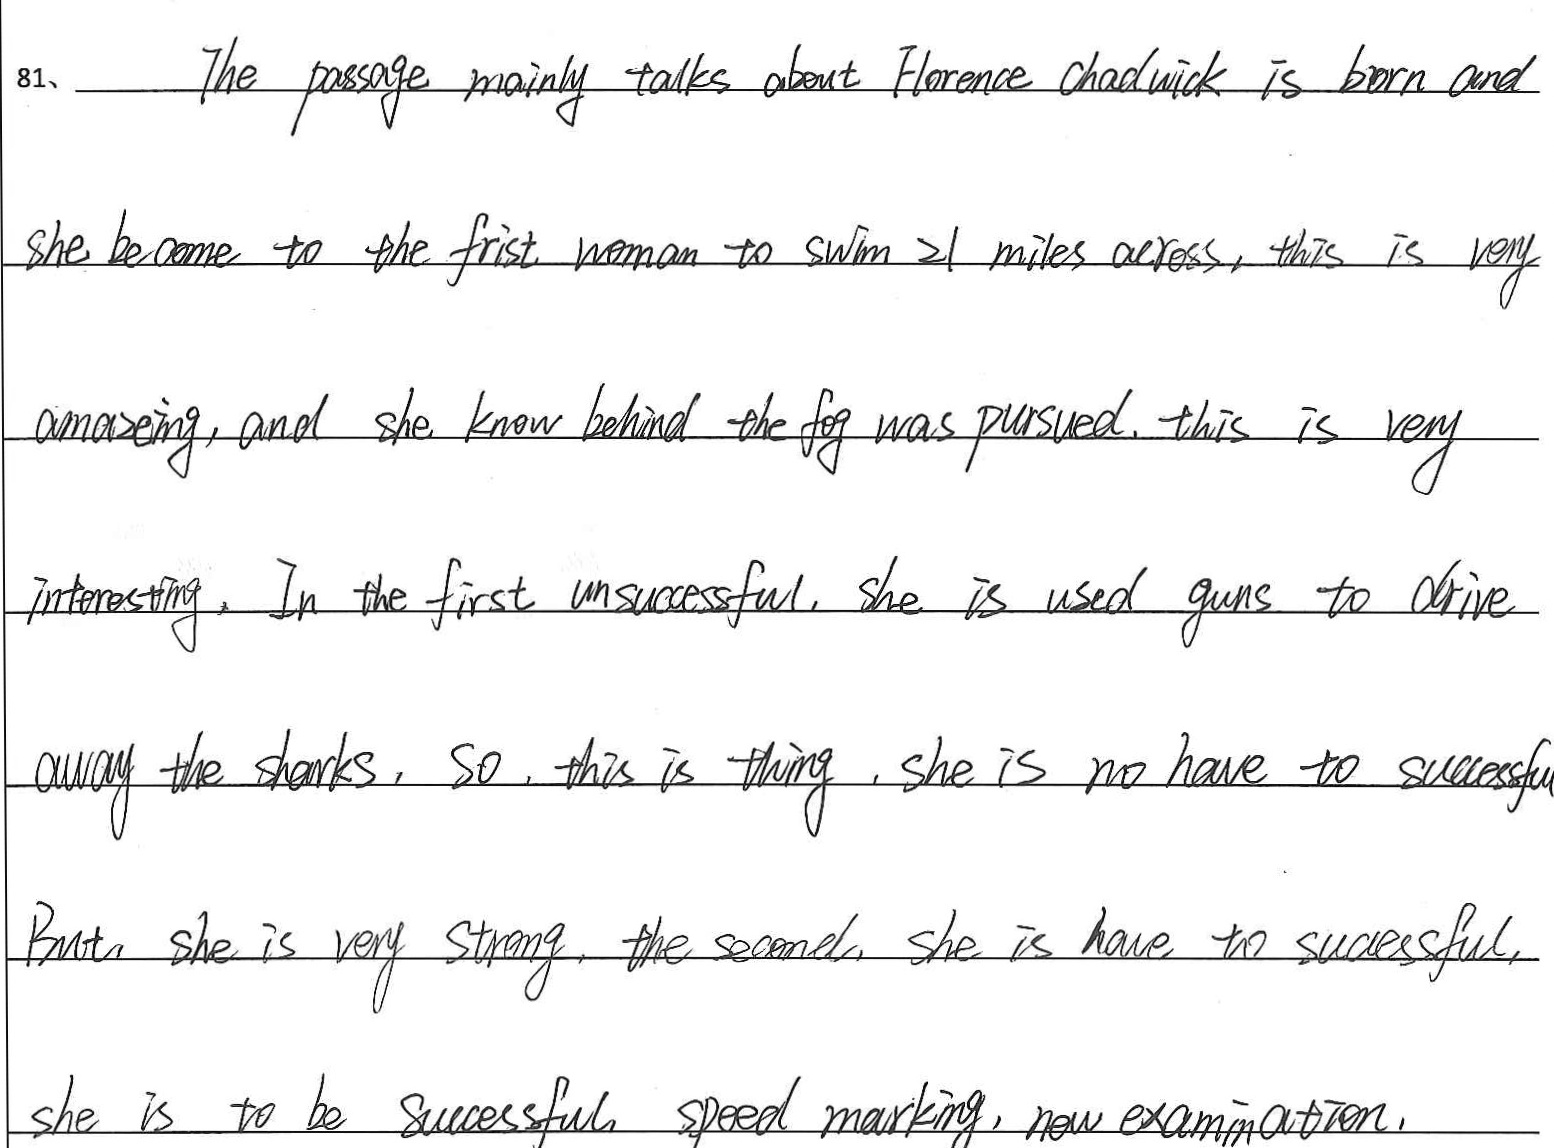 81、 The passage mainly talks about Florence Chadwick is born and
she become to the frist woman to swim 21 miles across, this is very
amazeing, and she know behind the fog was pursued. this is very
interesting. In the first unsuccessful. she is used guns to drive
away the sharks, So, this is thing, she is no have to successful
But, she is very strong, the second, she is have to successful,
she is to be successful, speed marking, new examination.